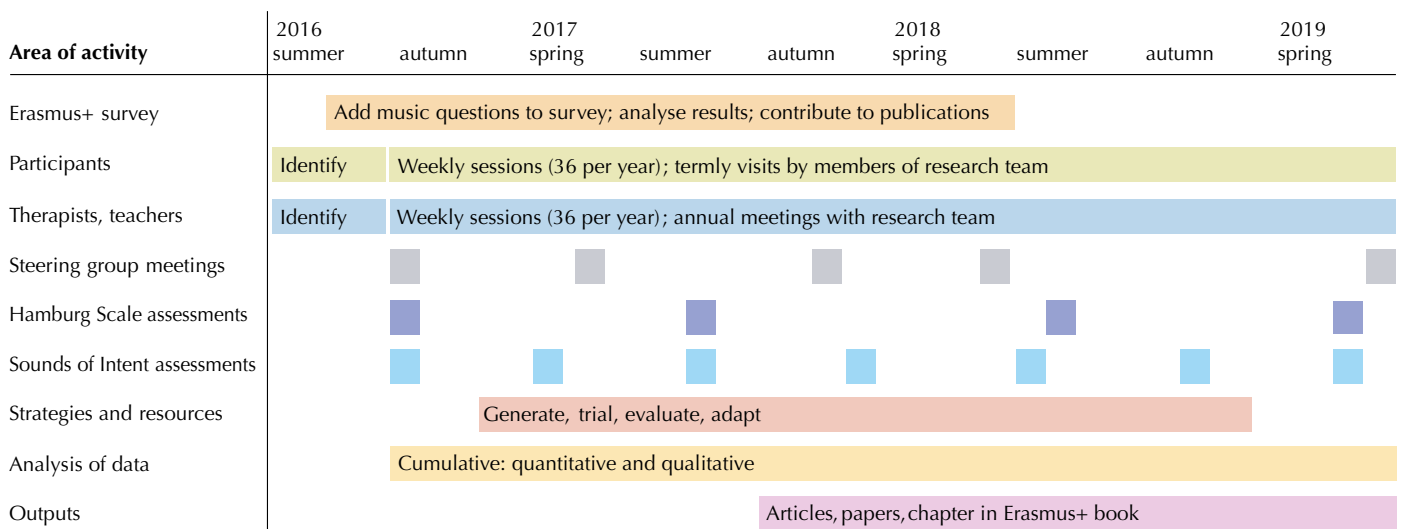 2016 2017 2018 2019
Area of activity summer autumn spring summer autumn spring summer autumn spring
Erasmus+ survey Add music questions to survey; analyse results; contribute to publications
Participants Identify Weekly sessions (36 per year); termly visits by members of research team
Therapists, teachers Identify Weekly sessions (36 per year); annual meetings with research team
Steering group meetings
Hamburg Scale assessments
Sounds of Intent assessments
Strategies and resources Generate, trial, evaluate, adapt
Analysis of data Cumulative: quantitative and qualitative
Outputs Articles, papers, chapter in Erasmus+ book